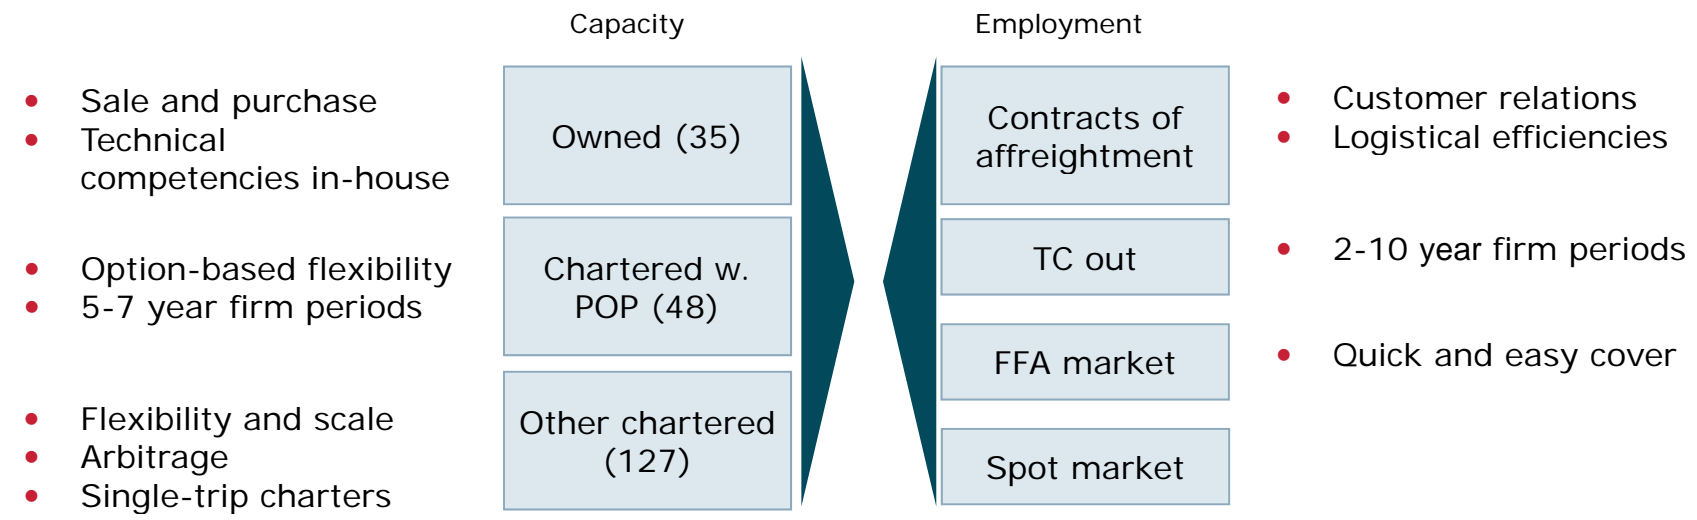 Capacity
Employment
• Sale and purchase
• Technical
competencies in-house
Owned (35)
• Option-based flexibility
• 5-7 year firm periods
Chartered w.
POP (48)
• Flexibility and scale
• Arbitrage
• Single-trip charters
Other chartered
(127)
Contracts of
affreightment
• Customer relations
• Logistical efficiencies
TC out
• 2-10 year firm periods
FFA market
• Quick and easy cover
Spot market